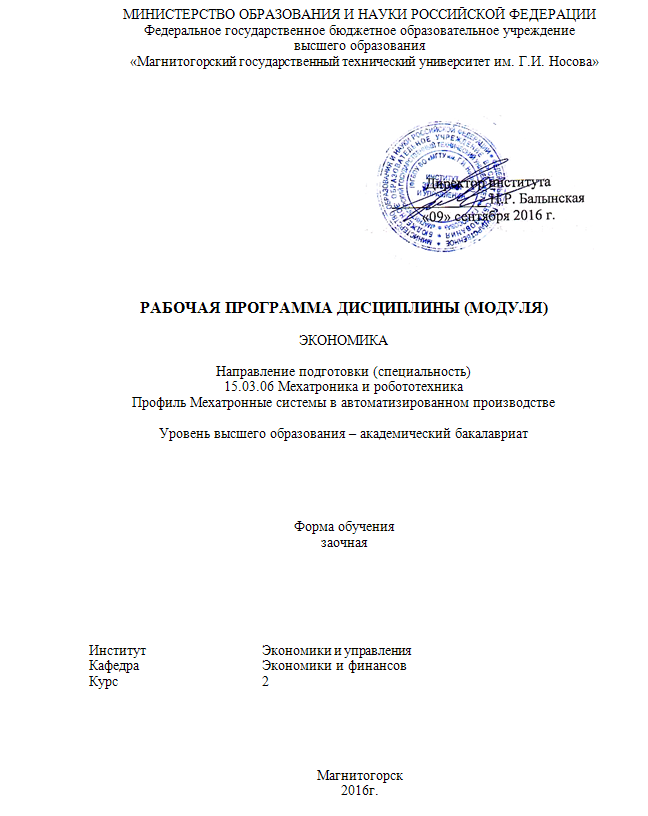 МИНИСТЕРСТВО ОБРАЗОВАНИЯ И НАУКИ РОССИЙСКОЙ ФЕДЕРАЦИИ
Федеральное государственное бюджетное образовательное учреждение
высшего образования
«Магнитогорский государственный технический университет им. Г.И. Носова»
Директор института
Н.Р. Балынская
«09» сентября 2016 г.
РАБОЧАЯ ПРОГРАММА ДИСЦИПЛИНЫ (МОДУЛЯ)
ЭКОНОМИКА
Направление подготовки (специальность)
15.03.06 Мехатроника и робототехника
Профиль Мехатронные системы в автоматизированном производстве
Уровень высшего образования – академический бакалавриат
Форма обучения
заочная
Институт Экономики и управления
Кафедра Экономики и финансов
Курс 2
Магнитогорск
2016г.